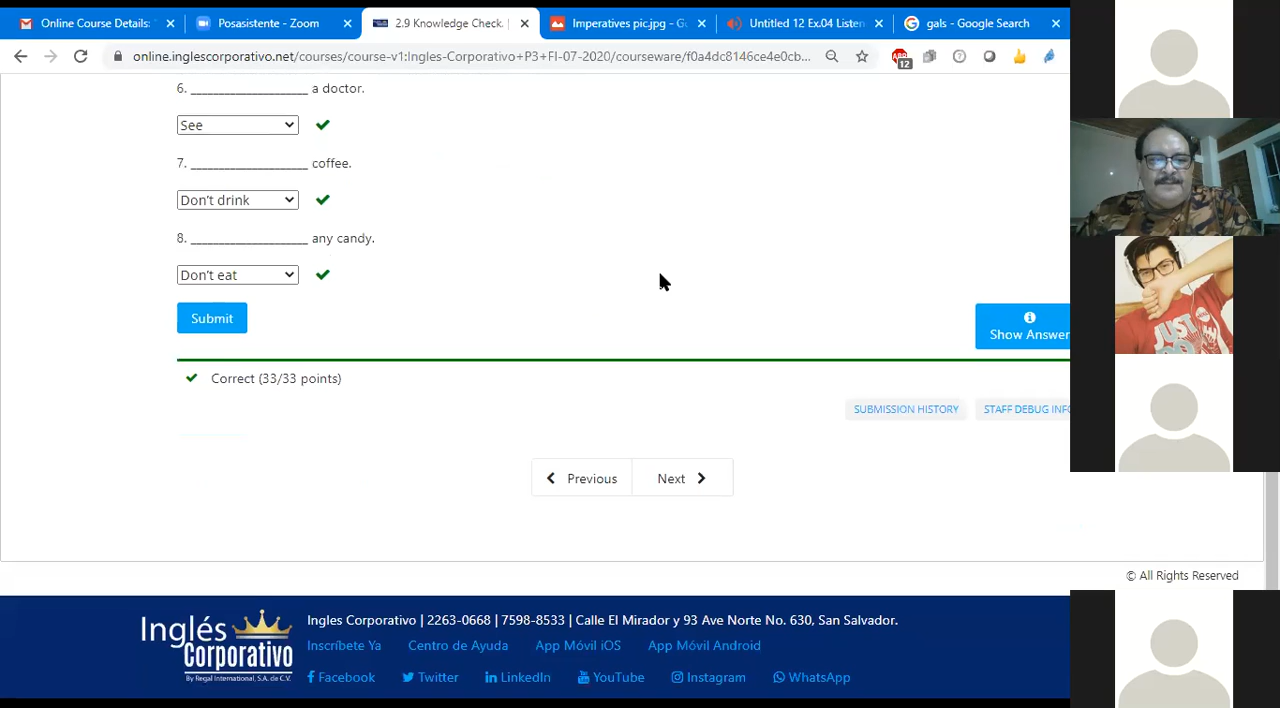 Online Course Details:
Posasistente - Zoom
2.9 Knowledge Check
Imperatives pic.jpg - G
Untitled 12 Ex.04 Listen
gals - Google Search
online.inglescorporativo.net/courses/course-v1:Ingles-Corporativo+P3+FI-07-2020/courseware/f0a4dc8146ce4e0cb...
12
6. ____________________ a doctor.
See
7. ____________________ coffee.
Don't drink
8. ____________________ any candy.
Don't eat
Submit
Show Answer
Correct (33/33 points)
SUBMISSION HISTORY
STAFF DEBUG INFO
Previous
Next
JUST
© All Rights Reserved
Inglés
Corporativo
By Regal International, S.A. de C.V.
Ingles Corporativo | 2263-0668 | 7598-8533 | Calle El Mirador y 93 Ave Norte No. 630, San Salvador.
Inscríbete Ya Centro de Ayuda App Móvil iOS App Móvil Android
Facebook Twitter LinkedIn YouTube Instagram WhatsApp